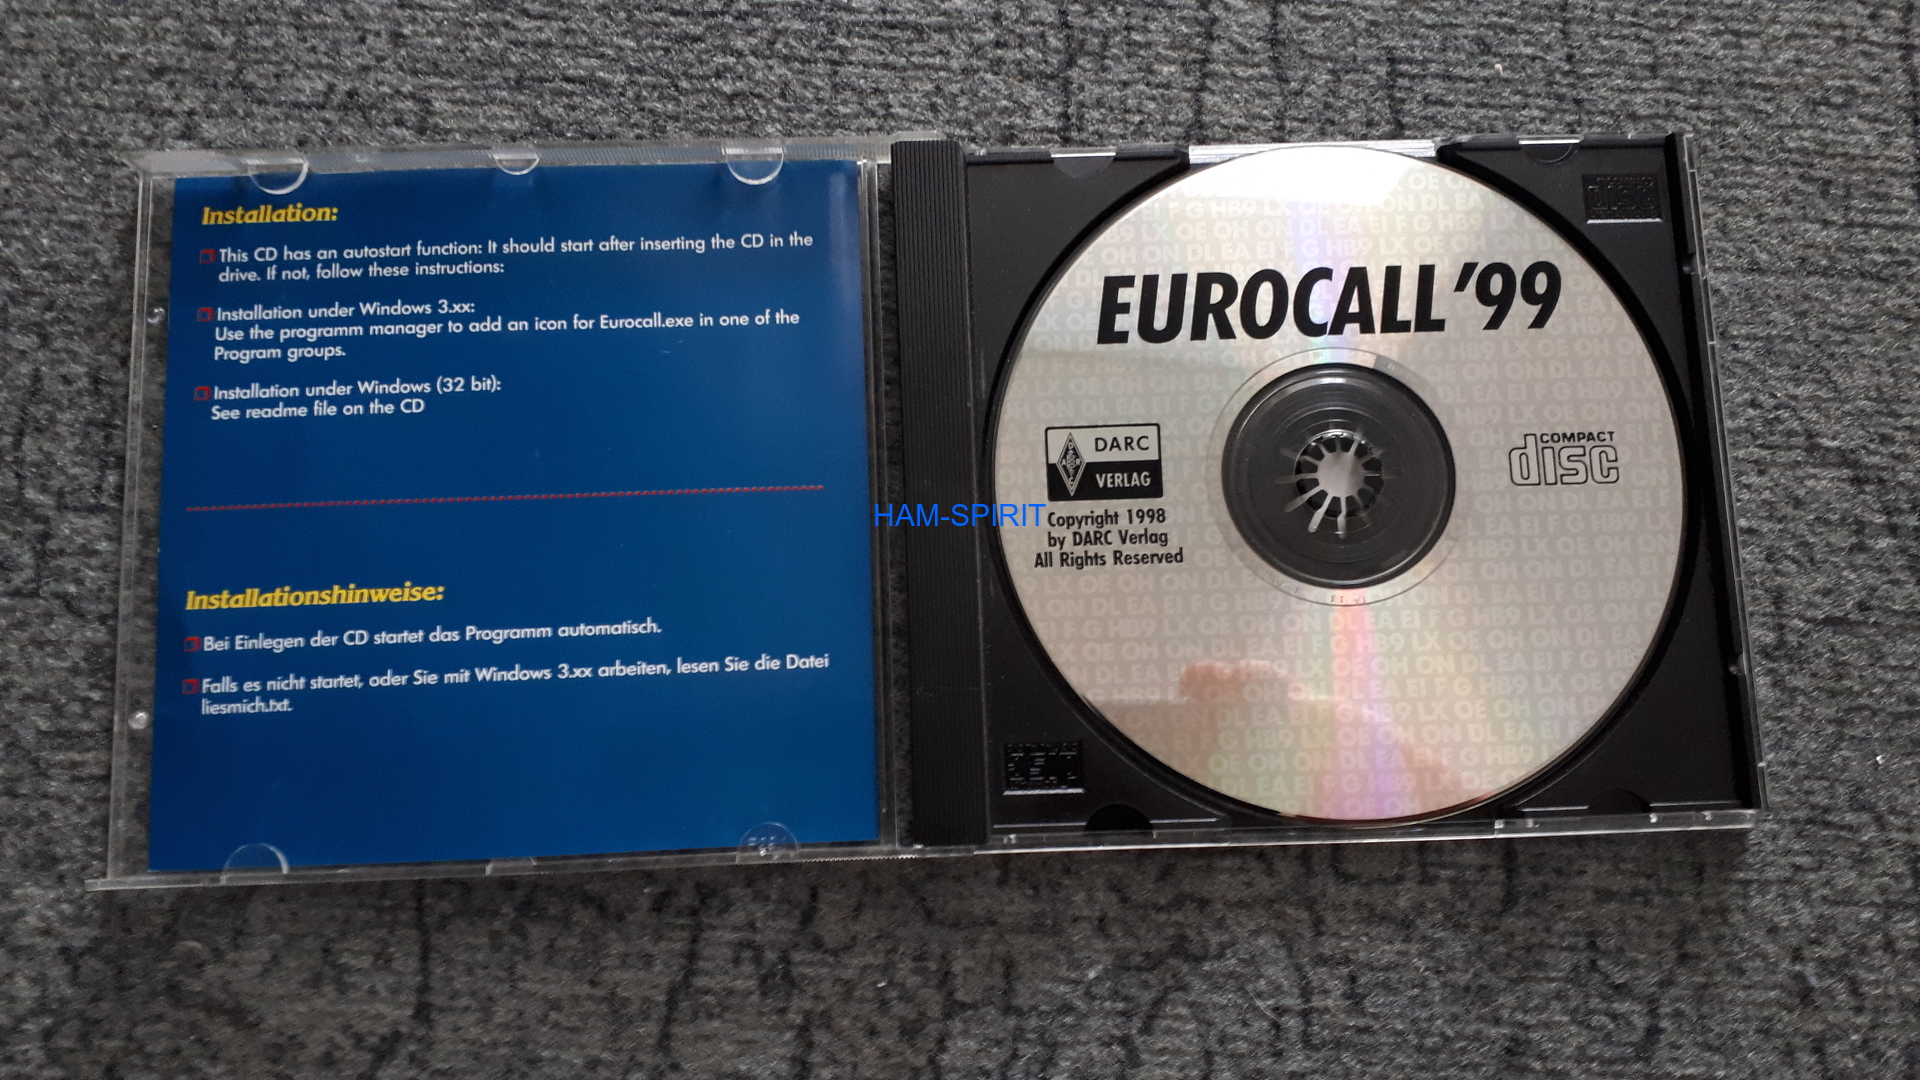 Installation:
This CD has an autostart function: It should start after inserting the CD in the
drive. If not, follow these instructions:
Installation under Windows 3.xx:
Use the programm manager to add an icon for Eurocall.exe in one of the
Program groups.
Installation under Windows (32 bit):
See readme file on the CD
Installationshinweise:
Bei Einlegen der CD startet das Programm automatisch.
Falls es nicht startet, oder Sie mit Windows 3.xx arbeiten, lesen Sie die Datei
liesmich.txt.
HAM-SPIRIT
EUROCALL '99
DARC
VERLAG
Copyright 1998
by DARC Verlag
All Rights Reserved
COMPACT
disc